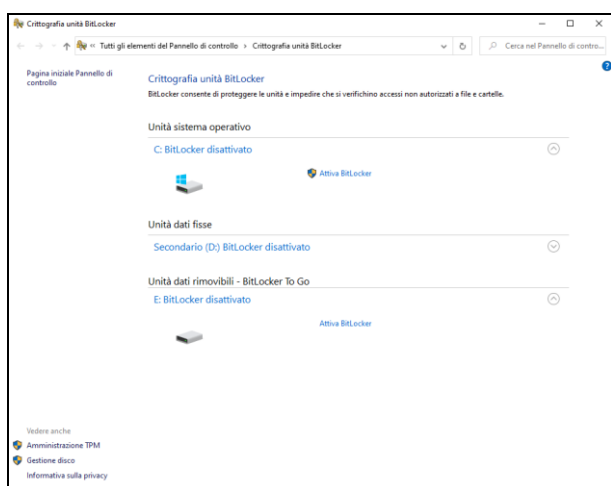 Crittografia unità BitLocker
« Tutti gli elementi del Pannello di controllo › Crittografia unità BitLocker
Cerca nel Pannello di contro...
Pagina iniziale Pannello di
controllo
Crittografia unità BitLocker
BitLocker consente di proteggere le unità e impedire che si verifichino accessi non autorizzati a file e cartelle.
Unità sistema operativo
C: BitLocker disattivato
Attiva BitLocker
Unità dati fisse
Secondario (D:) BitLocker disattivato
Unità dati rimovibili - BitLocker To Go
E: BitLocker disattivato
Attiva BitLocker
Vedere anche
Amministrazione TPM
Gestione disco
Informativa sulla privacy